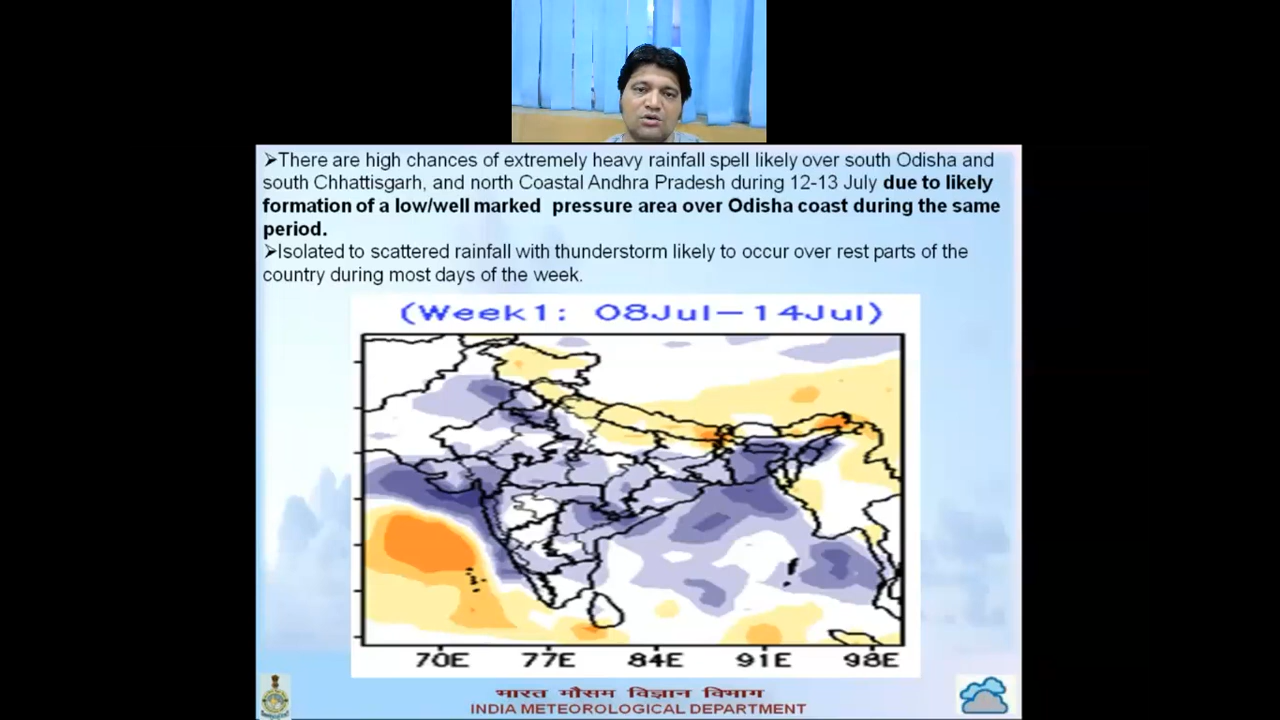 ➢There are high chances of extremely heavy rainfall spell likely over south Odisha and
south Chhattisgarh, and north Coastal Andhra Pradesh during 12-13 July due to likely
formation of a low/well marked  pressure area over Odisha coast during the same
period.
➢Isolated to scattered rainfall with thunderstorm likely to occur over rest parts of the
country during most days of the week.
(Week1: 08Jul—14Jul)
70E 77E 84E 91E 98E
भारत मौसम विज्ञान विभाग
INDIA METEOROLOGICAL DEPARTMENT